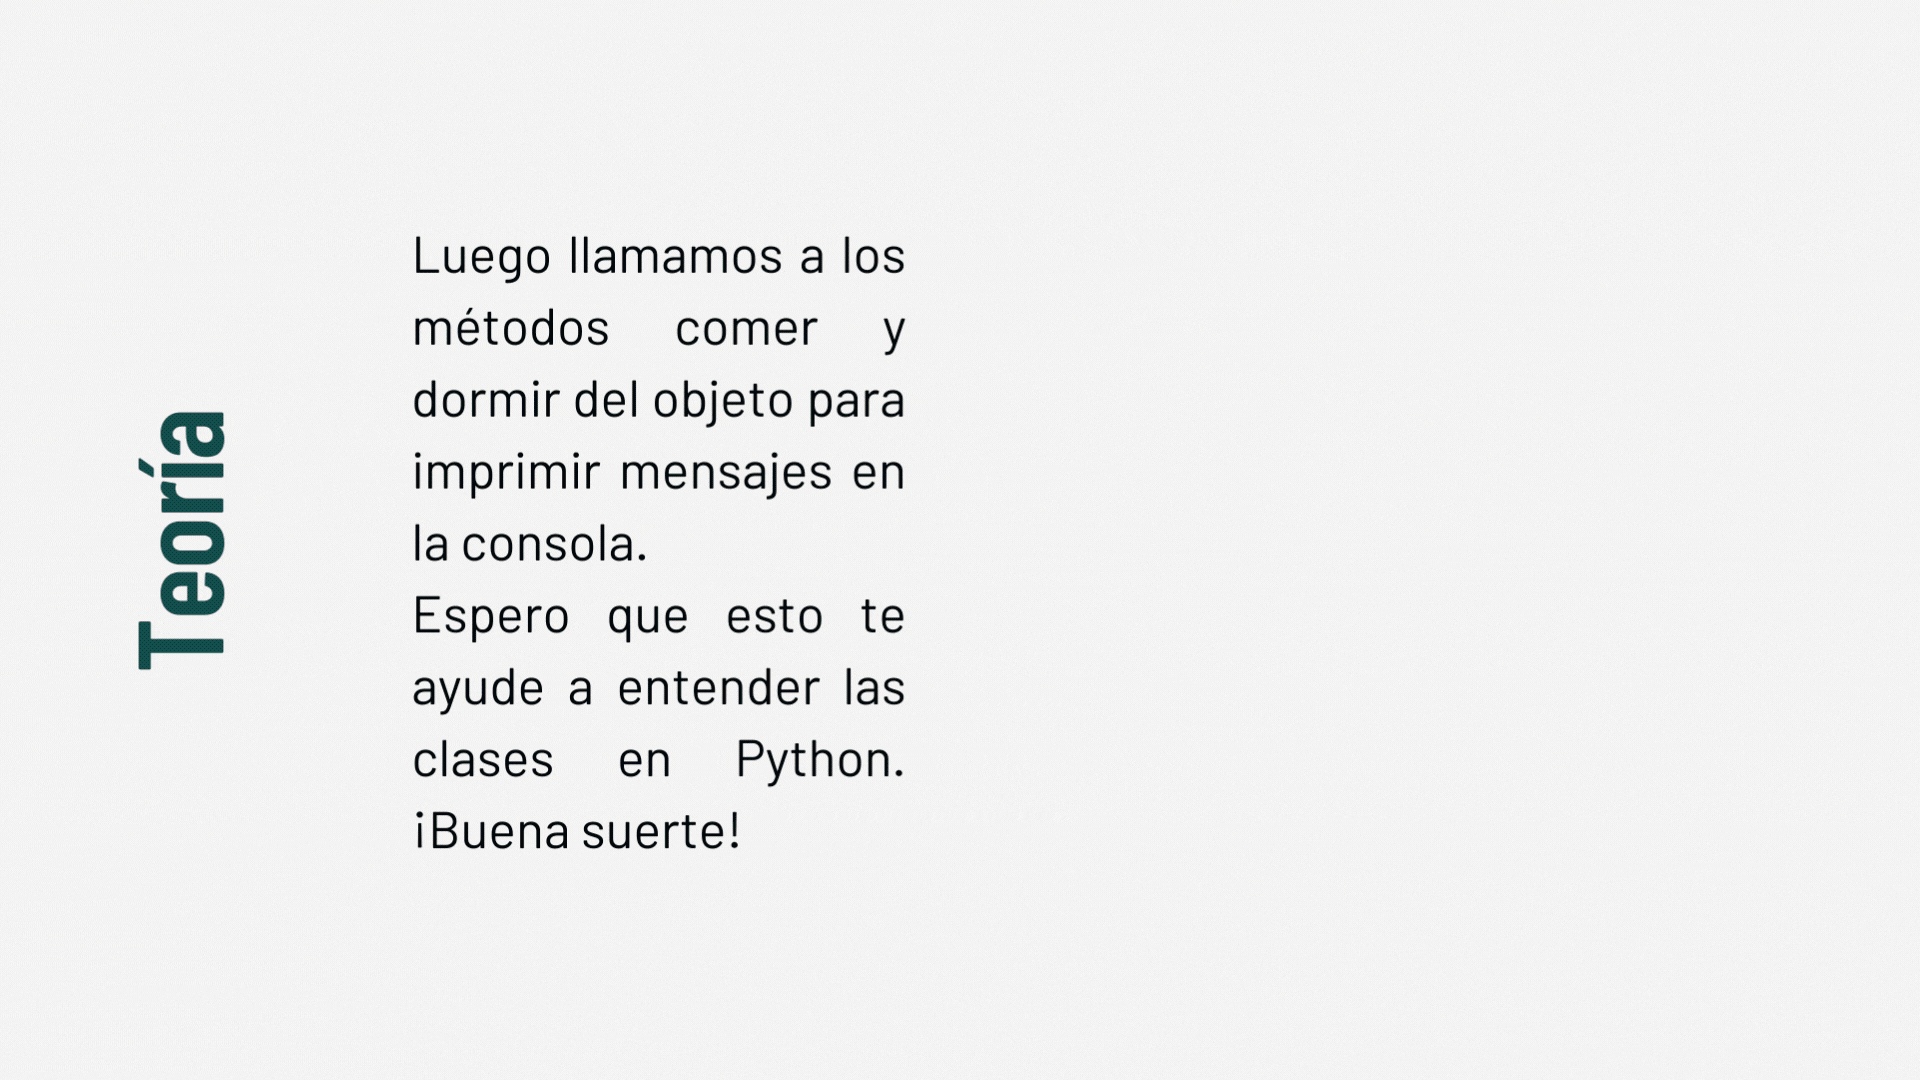 Teoría
Luego llamamos a los
métodos comer y
dormir del objeto para
imprimir mensajes en
la consola.
Espero que esto te
ayude a entender las
clases en Python.
¡Buena suerte!